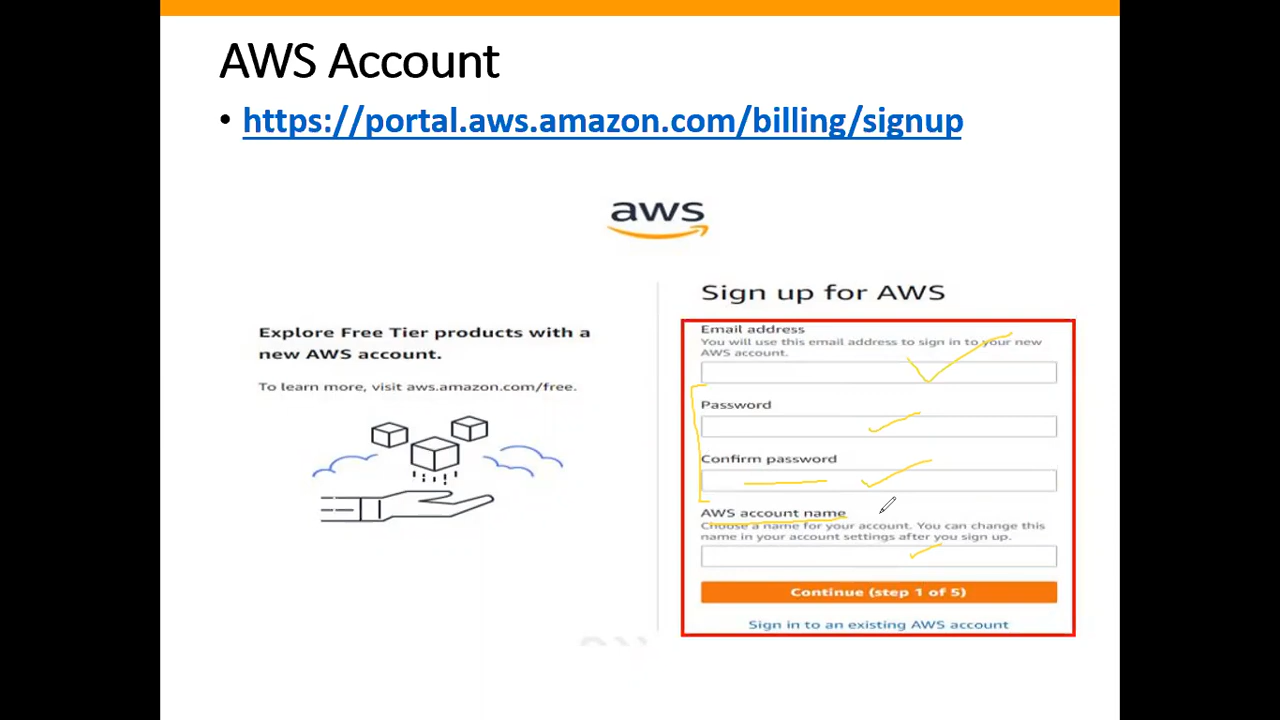 AWS Account
• https://portal.aws.amazon.com/billing/signup
aws
Explore Free Tier products with a
new AWS account.
To learn more, visit aws.amazon.com/free.
Sign up for AWS
Email address
You will use this email address to sign in to your new
AWS account.
Password
Confirm password
AWS account name
Choose a name for your account. You can change this
name in your account settings after you sign up.
Continue (step 1 of 5)
Sign in to an existing AWS account